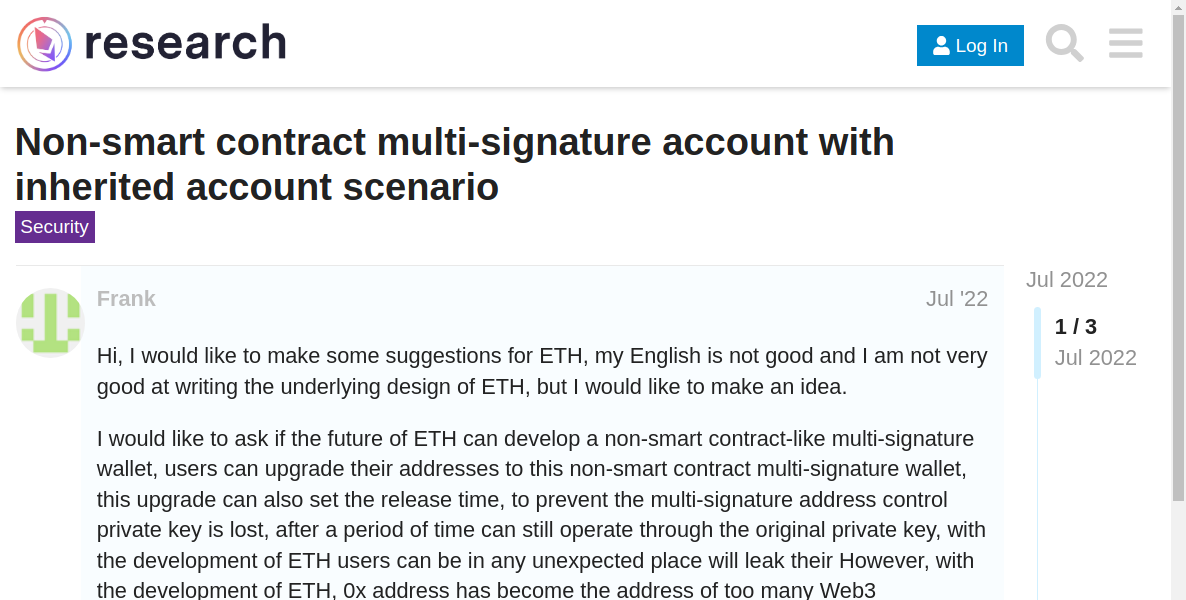 research
Log In
Non-smart contract multi-signature account with
inherited account scenario
Security
Frank
Jul '22
Jul 2022
1 / 3
Jul 2022
Hi, I would like to make some suggestions for ETH, my English is not good and I am not very
good at writing the underlying design of ETH, but I would like to make an idea.
I would like to ask if the future of ETH can develop a non-smart contract-like multi-signature
wallet, users can upgrade their addresses to this non-smart contract multi-signature wallet,
this upgrade can also set the release time, to prevent the multi-signature address control
private key is lost, after a period of time can still operate through the original private key, with
the development of ETH users can be in any unexpected place will leak their However, with
the development of ETH, 0x address has become the address of too many Web3